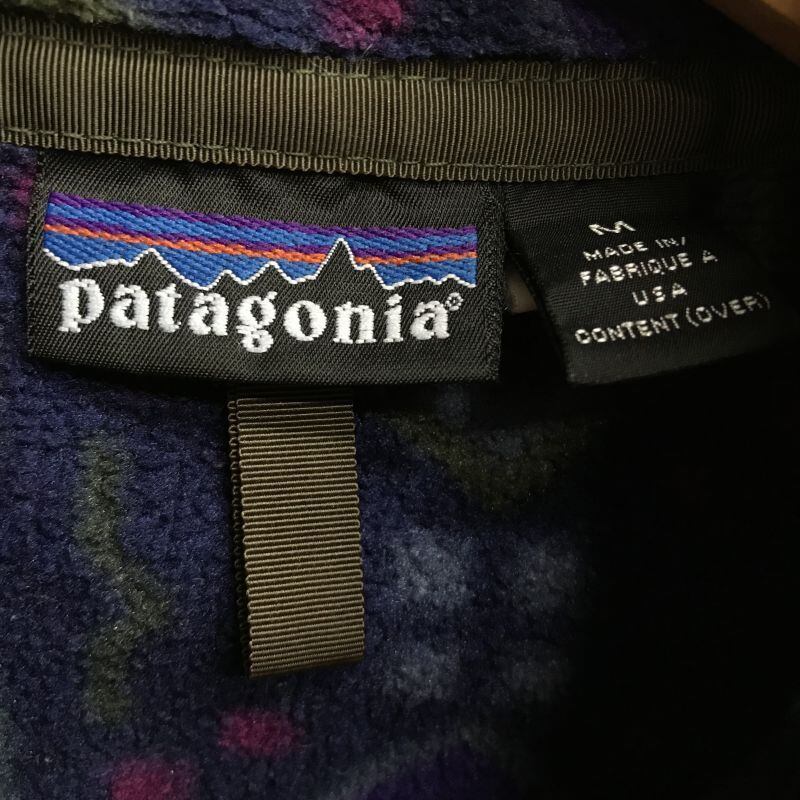 patagonia®
M
MADE IN/
FABRIQUE A
USA
CONTENT (OVER)